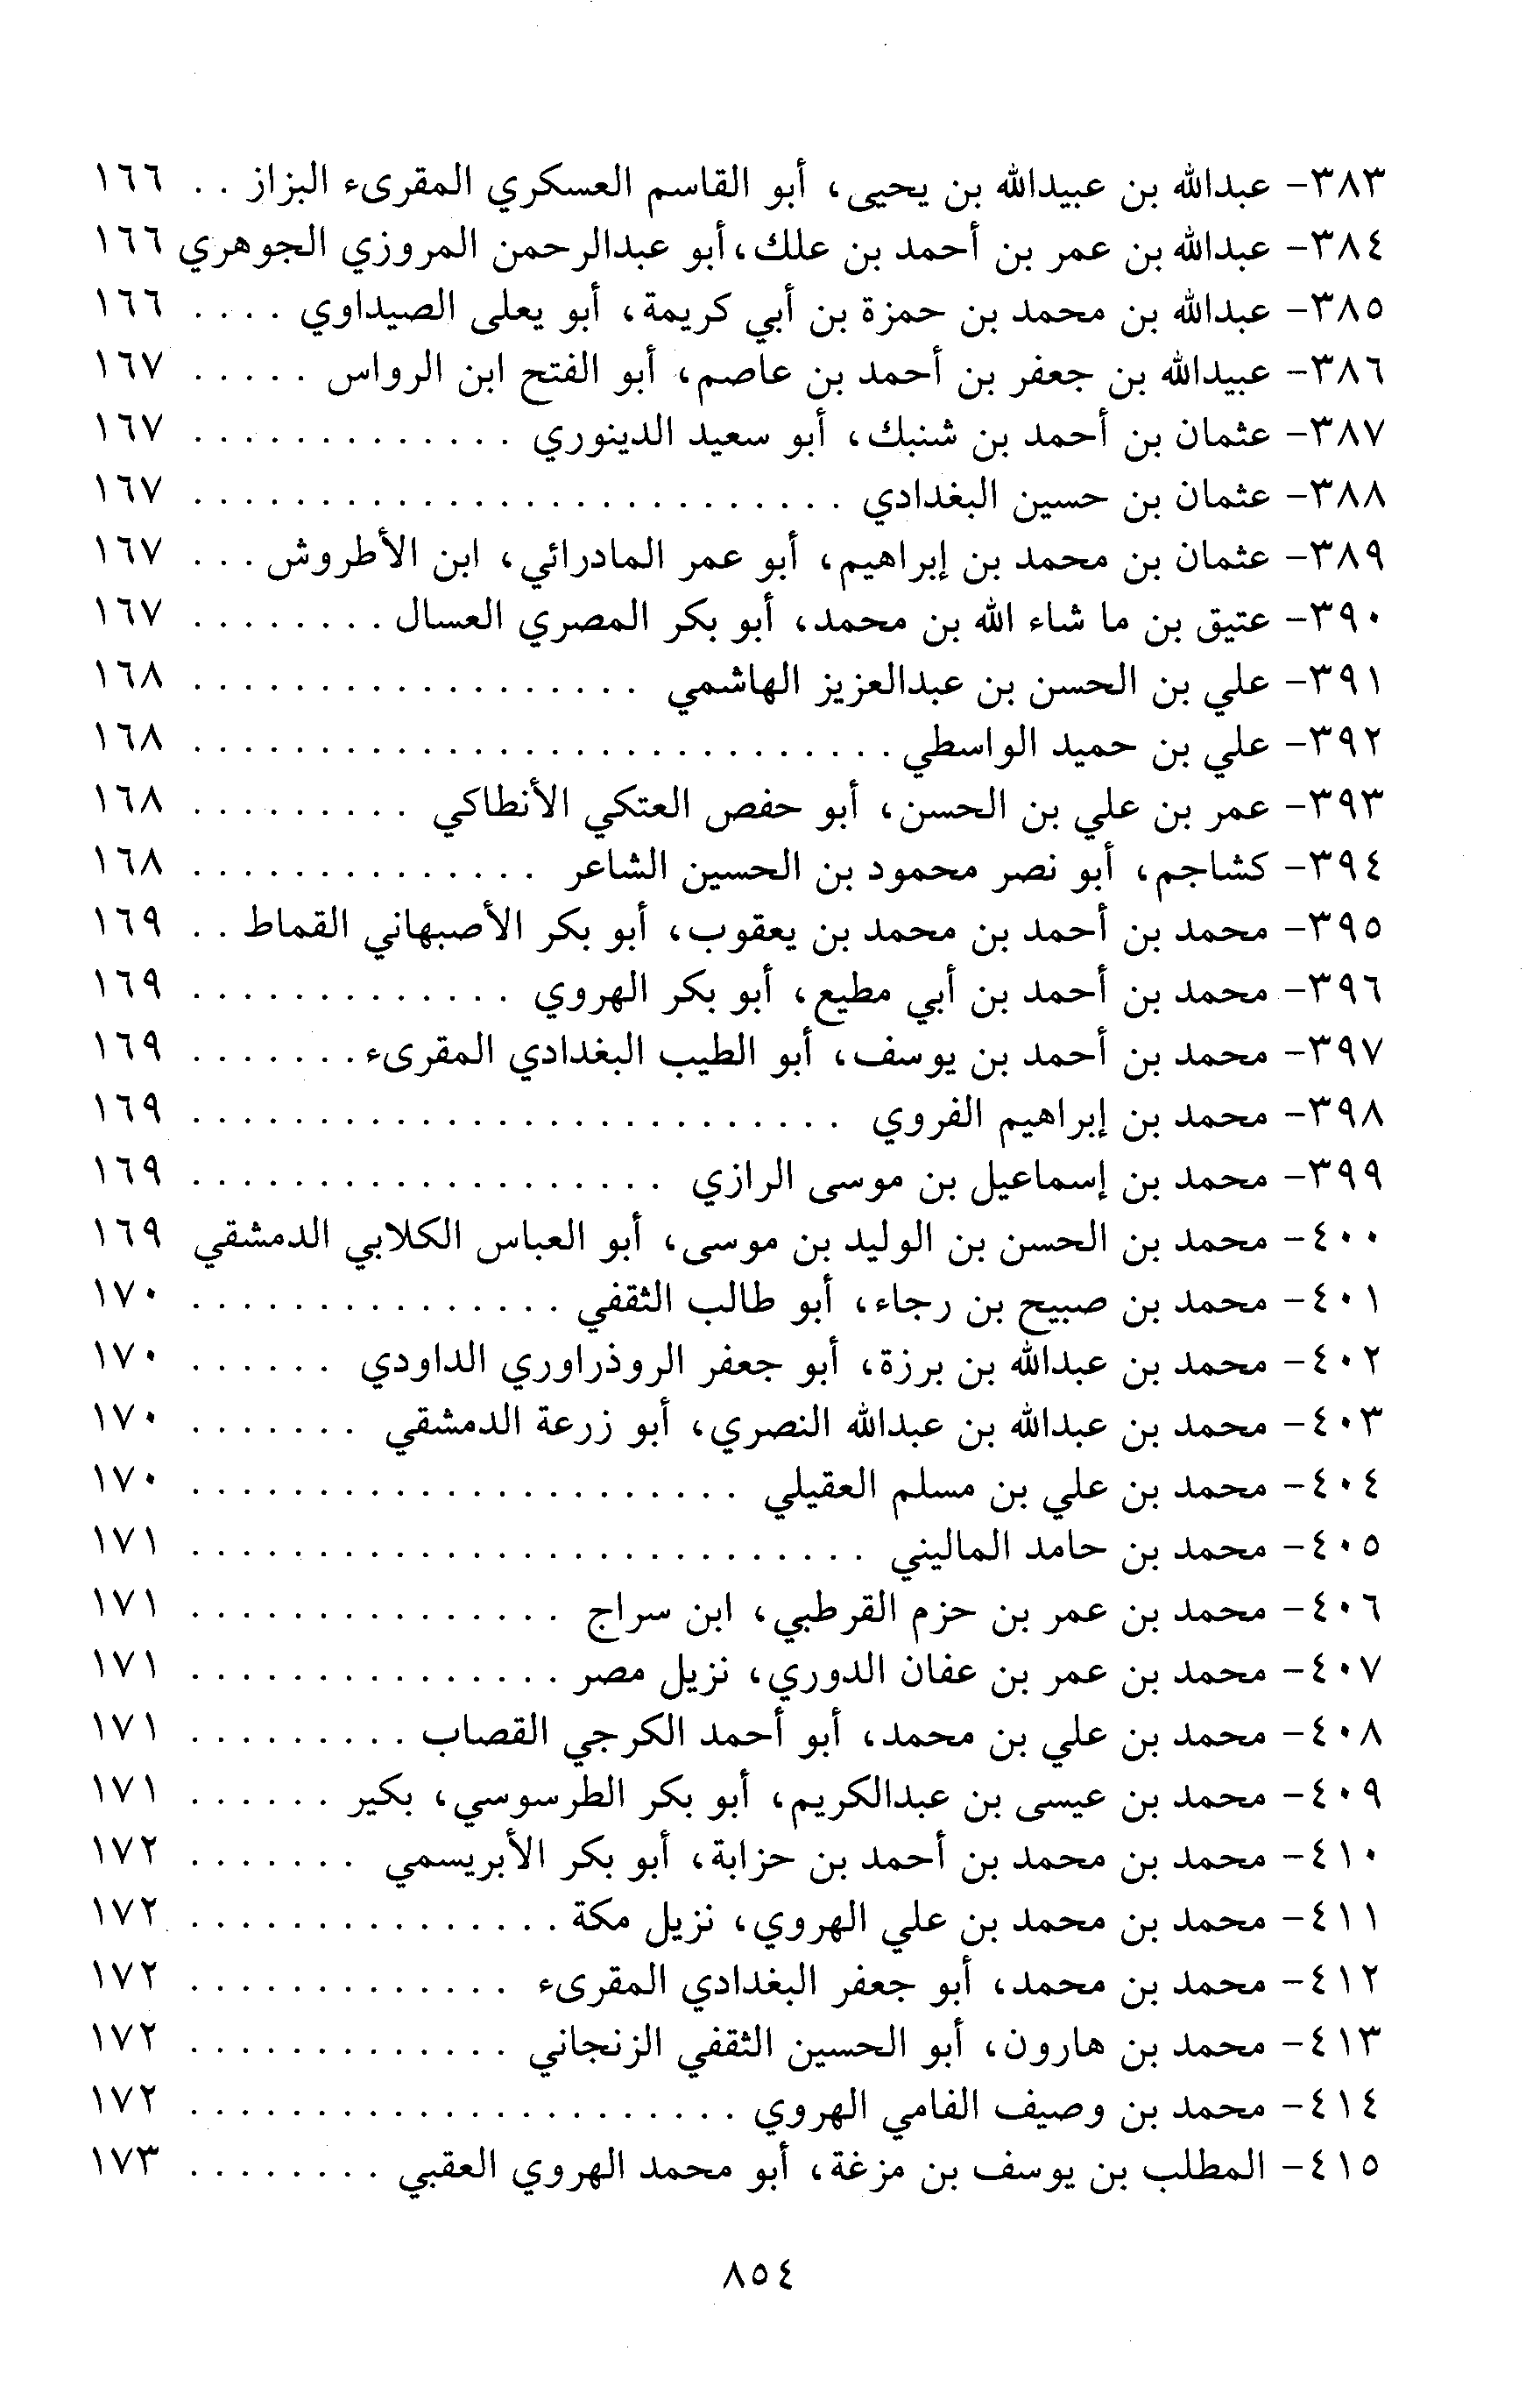 ٣٨٣- عبدالله بن عبيدالله بن يحيى، أبو القاسم العسكري المقرىء البزاز . . ١٦٦
٣٨٤- عبدالله بن عمر بن أحمد بن علك، أبو عبدالرحمن المروزي الجوهري ١٦٦
٣٨٥- عبدالله بن محمد بن حمزة بن أبي كريمة، أبو يعلى الصيداوي . . . . ١٦٦
٣٨٦- عبيدالله بن جعفر بن أحمد بن عاصم، أبو الفتح ابن الرواس . . . . . ١٦٧
٣٨٧- عثمان بن أحمد بن شنبك، أبو سعيد الدينوري . . . . . . . . . . . . . ١٦٧
٣٨٨- عثمان بن حسين البغدادي . . . . . . . . . . . . . . . . . . . . . . . . . . ١٦٧
٣٨٩- عثمان بن محمد بن إبراهيم، أبو عمر المادرائي، ابن الأطروش . . . ١٦٧
٣٩٠- عتيق بن ما شاء الله بن محمد، أبو بكر المصري العسال . . . . . . . . ١٦٧
٣٩١- علي بن الحسن بن عبدالعزيز الهاشمي . . . . . . . . . . . . . . . . . . ١٦٨
٣٩٢- علي بن حميد الواسطي . . . . . . . . . . . . . . . . . . . . . . . . . . . . ١٦٨
٣٩٣- عمر بن علي بن الحسن، أبو حفص العتكي الأنطاكي . . . . . . . . . ١٦٨
٣٩٤- كشاجم، أبو نصر محمود بن الحسين الشاعر . . . . . . . . . . . . . . ١٦٨
٣٩٥- محمد بن أحمد بن محمد بن يعقوب، أبو بكر الأصبهاني القماط . . ١٦٩
٣٩٦- محمد بن أحمد بن أبي مطيع، أبو بكر الهروي . . . . . . . . . . . . . ١٦٩
٣٩٧- محمد بن أحمد بن يوسف، أبو الطيب البغدادي المقرىء . . . . . . . ١٦٩
٣٩٨- محمد بن إبراهيم الفروي . . . . . . . . . . . . . . . . . . . . . . . . . . ١٦٩
٣٩٩- محمد بن إسماعيل بن موسى الرازي . . . . . . . . . . . . . . . . . . . ١٦٩
٤٠٠- محمد بن الحسن بن الوليد بن موسى، أبو العباس الكلابي الدمشقي ١٦٩
٤٠١- محمد بن صبيح بن رجاء، أبو طالب الثقفي . . . . . . . . . . . . . . . ١٧٠
٤٠٢- محمد بن عبدالله بن برزة، أبو جعفر الروذراوري الداودي . . . . . . ١٧٠
٤٠٣- محمد بن عبدالله بن عبدالله النصري، أبو زرعة الدمشقي . . . . . . . ١٧٠
٤٠٤- محمد بن علي بن مسلم العقيلي . . . . . . . . . . . . . . . . . . . . . . ١٧٠
٤٠٥- محمد بن حامد الماليني . . . . . . . . . . . . . . . . . . . . . . . . . . . ١٧١
٤٠٦- محمد بن عمر بن حزم القرطبي، ابن سراج . . . . . . . . . . . . . . . ١٧١
٤٠٧- محمد بن عمر بن عفان الدوري، نزيل مصر . . . . . . . . . . . . . . . ١٧١
٤٠٨- محمد بن علي بن محمد، أبو أحمد الكرجي القصاب . . . . . . . . . ١٧١
٤٠٩- محمد بن عيسى بن عبدالكريم، أبو بكر الطرسوسي، بكير . . . . . . ١٧١
٤١٠- محمد بن محمد بن أحمد بن حزابة، أبو بكر الأبريسمي . . . . . . . ١٧٢
٤١١- محمد بن محمد بن علي الهروي، نزيل مكة . . . . . . . . . . . . . . . ١٧٢
٤١٢- محمد بن محمد، أبو جعفر البغدادي المقرىء . . . . . . . . . . . . . ١٧٢
٤١٣- محمد بن هارون، أبو الحسين الثقفي الزنجاني . . . . . . . . . . . . . ١٧٢
٤١٤- محمد بن وصيف الفامي الهروي . . . . . . . . . . . . . . . . . . . . . . ١٧٢
٤١٥- المطلب بن يوسف بن مزغة، أبو محمد الهروي العقبي . . . . . . . . ١٧٣
٨٥٤